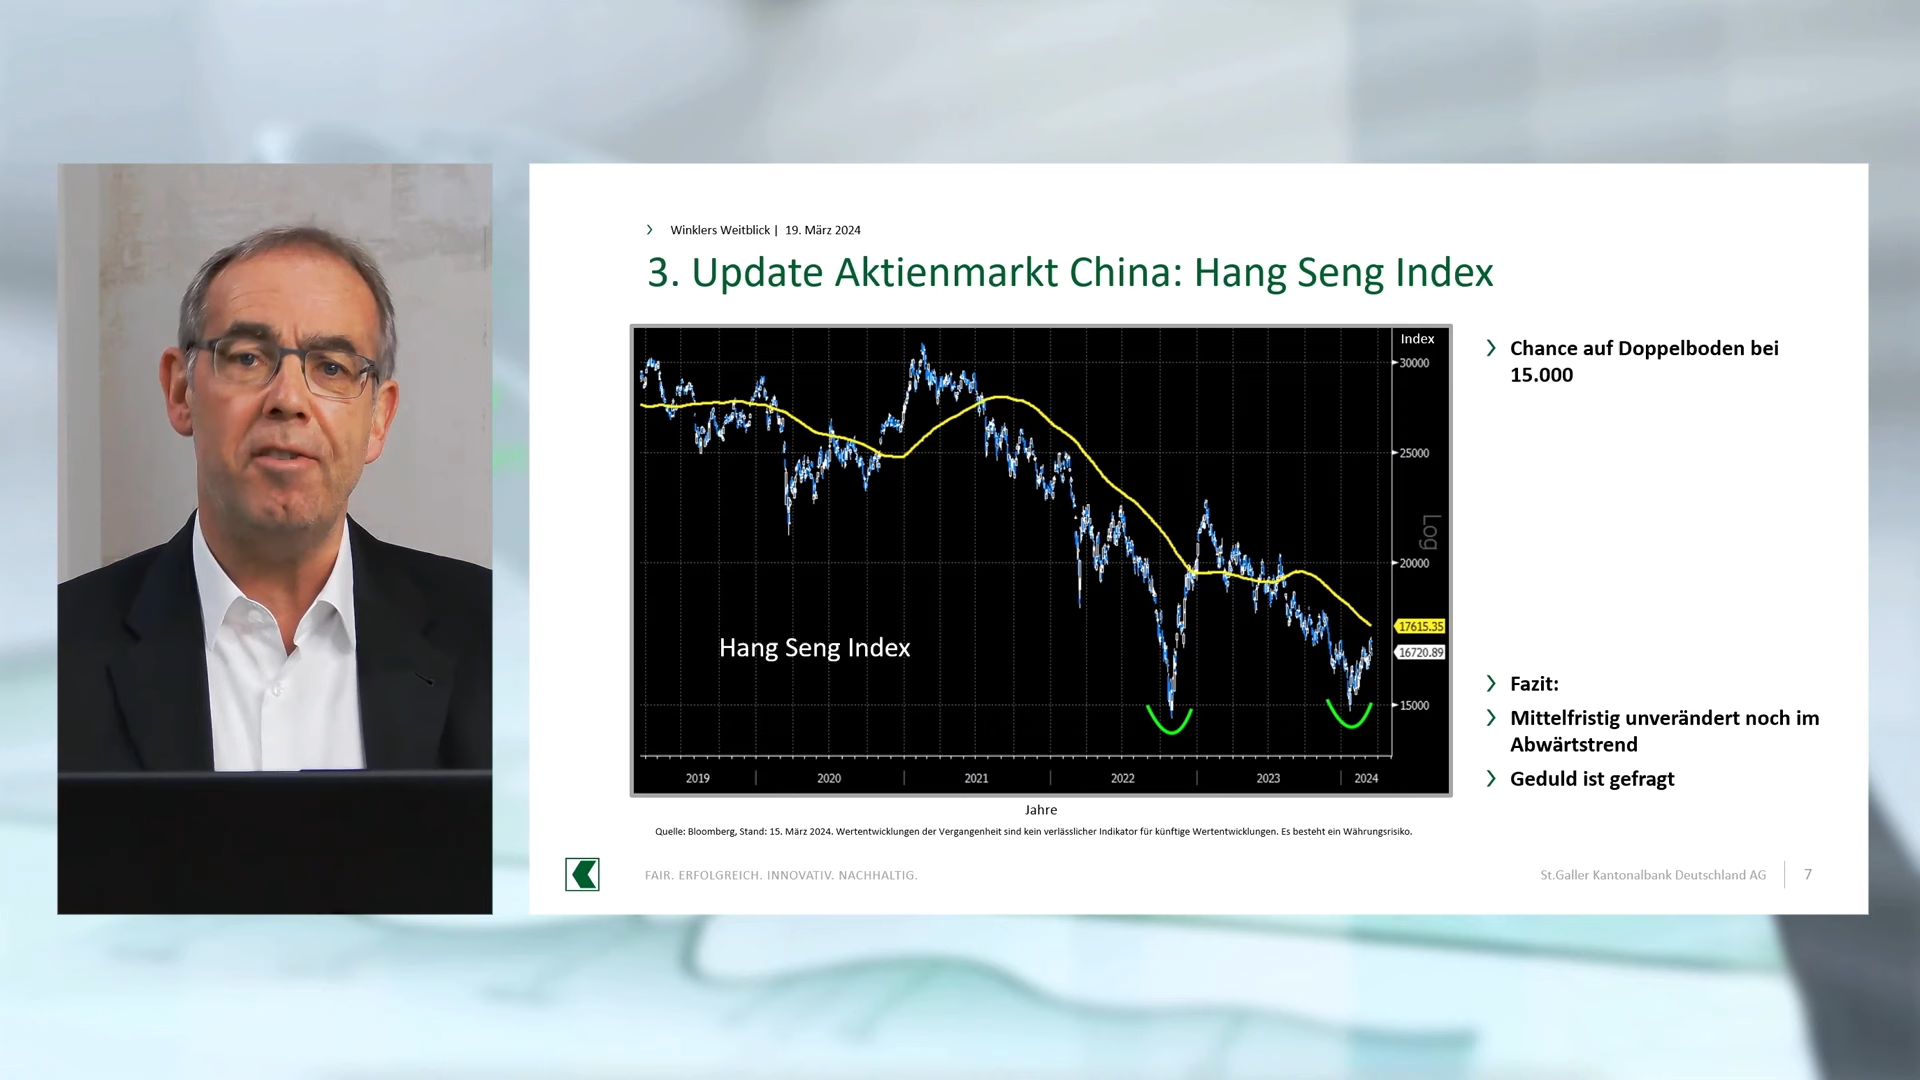 Winklers Weitblick | 19. März 2024
3. Update Aktienmarkt China: Hang Seng Index
Index
30000
25000
Log
20000
17615.35
16720.89
15000
Hang Seng Index
2019 2020 2021 2022 2023 2024
Jahre
Quelle: Bloomberg, Stand: 15. März 2024. Wertentwicklungen der Vergangenheit sind kein verlässlicher Indikator für künftige Wertentwicklungen. Es besteht ein Währungsrisiko.
Chance auf Doppelboden bei
15.000
Fazit:
Mittelfristig unverändert noch im
Abwärtstrend
Geduld ist gefragt
FAIR. ERFOLGREICH. INNOVATIV. NACHHALTIG.
St.Galler Kantonalbank Deutschland AG 7